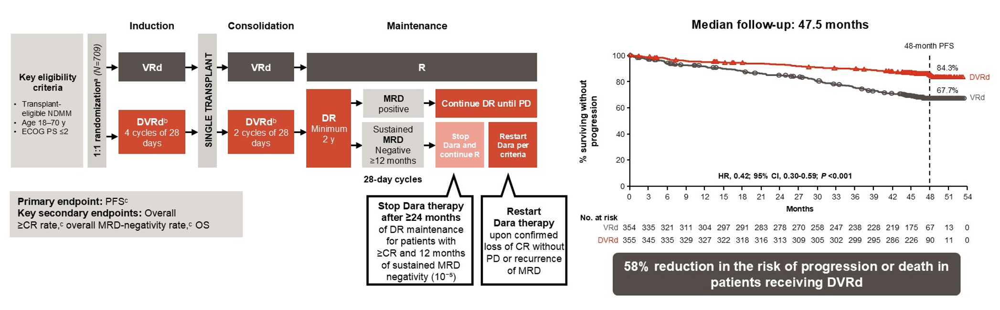 Induction
Consolidation
Maintenance
Key eligibility
criteria
• Transplant-
eligible NDMM
• Age 18–70 y
• ECOG PS ≤2
1:1 randomizationᵃ (N=709)
VRd
DVRdᵇ
4 cycles of 28
days
SINGLE TRANSPLANT
VRd
DVRdᵇ
2 cycles of 28
days
R
DR
Minimum
2 y
MRD
positive
Continue DR until PD
Sustained
MRD
Negative
≥12 months
Stop
Dara and
continue R
Restart
Dara per
criteria
28-day cycles
Primary endpoint: PFSᶜ
Key secondary endpoints: Overall
≥CR rate,ᶜ overall MRD-negativity rate,ᶜ OS
Stop Dara therapy
after ≥24 months
of DR maintenance
for patients with
≥CR and 12 months
of sustained MRD
negativity (10⁻⁵)
Restart
Dara therapy
upon confirmed
loss of CR without
PD or recurrence
of MRD
Median follow-up: 47.5 months
48-month PFS
84.3%
DVRd
67.7%
VRd
% surviving without
progression
100
80
60
40
20
0
HR, 0.42; 95% CI, 0.30-0.59; P <0.001
0 3 6 9 12 15 18 21 24 27 30 33 36 39 42 45 48 51 54
Months
No. at risk
VRd 354 335 321 311 304 297 291 283 278 270 258 247 238 228 219 175 67 13 0
DVRd 355 345 335 329 327 322 318 316 313 309 305 302 299 295 286 226 90 11 0
58% reduction in the risk of progression or death in
patients receiving DVRd